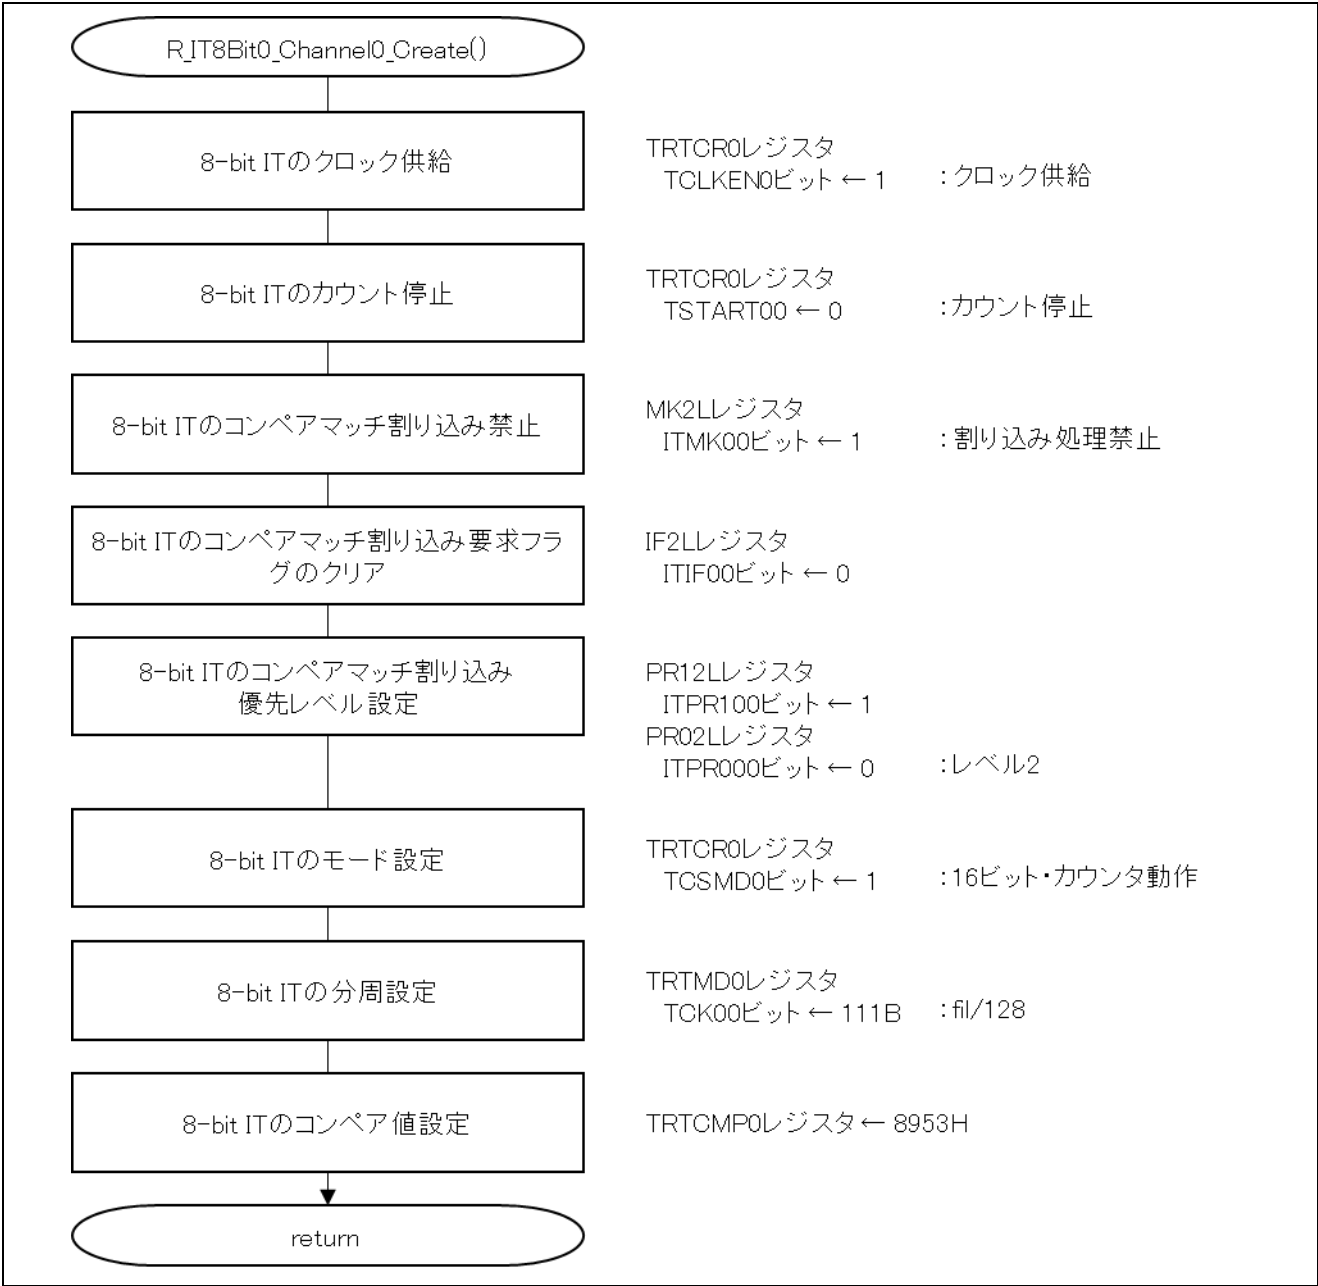 R_IT8Bit0_Channel0_Create()
8-bit ITのクロック供給
TRTCR0レジスタ
TCLKEN0ビット ← 1 :クロック供給
8-bit ITのカウント停止
TRTCR0レジスタ
TSTART00 ← 0 :カウント停止
8-bit ITのコンペアマッチ割り込み禁止
MK2Lレジスタ
ITMK00ビット ← 1 :割り込み処理禁止
8-bit ITのコンペアマッチ割り込み要求フラ
グのクリア
IF2Lレジスタ
ITIF00ビット ← 0
8-bit ITのコンペアマッチ割り込み
優先レベル設定
PR12Lレジスタ
ITPR100ビット ← 1
PR02Lレジスタ
ITPR000ビット ← 0 :レベル2
8-bit ITのモード設定
TRTCR0レジスタ
TCSMD0ビット ← 1 :16ビット・カウンタ動作
8-bit ITの分周設定
TRTMD0レジスタ
TCK00ビット ← 111B :fil/128
8-bit ITのコンペア値設定
TRTCMP0レジスタ ← 8953H
return